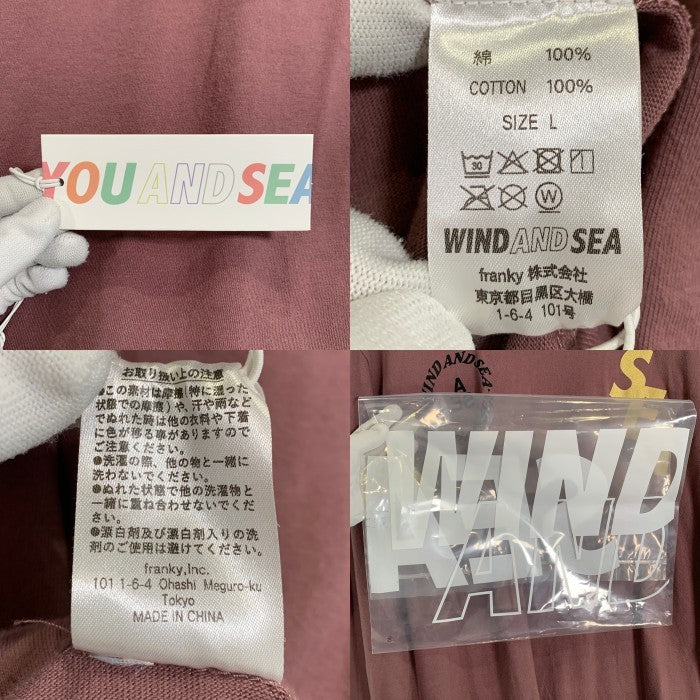 YOU AND SEA
綿 100%
COTTON 100%
SIZE L
30
W
WIND AND SEA
franky 株式会社
東京都目黒区大橋
1-6-4 101号
お取り扱い上の注意
●この素材は摩擦(特に湿った
状態での摩擦)や、汗や雨など
でぬれた時は他の衣料や下着
に色が移る事がありますので
ご注意ください。
●洗濯の際、他の物と一緒に
洗わないでください。
●ぬれた状態で他の洗濯物と
一緒に重ね合わせないでくださ
い。
●漂白剤及び漂白剤入りの洗
剤のご使用は避けてください。
franky,Inc.
101 1-6-4 Ohashi Meguro-ku
Tokyo
MADE IN CHINA
WIND AND SEA
A
S
WIND
AND